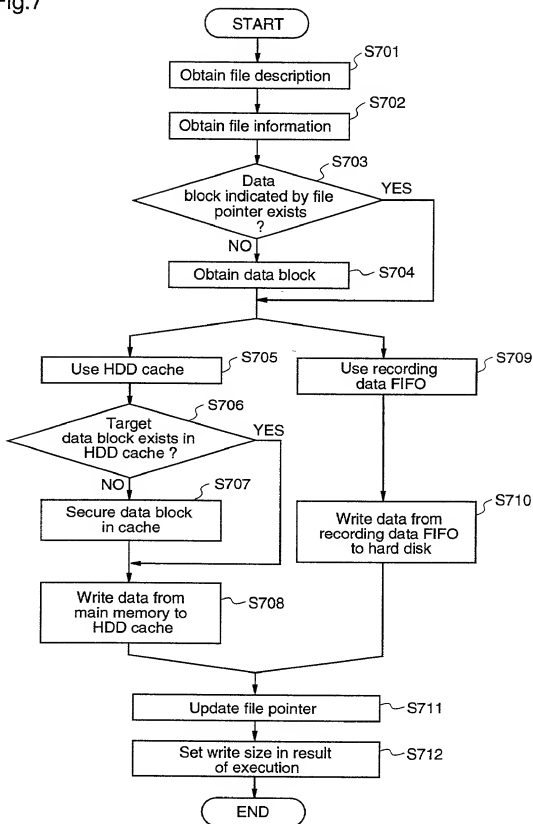 Fig.7
START
S701
Obtain file description
S702
Obtain file information
S703
Data
block indicated by file
pointer exists
?
YES
NO
Obtain data block
S704
Use HDD cache
S705
Use recording
data FIFO
S709
S706
Target
data block exists in
HDD cache ?
YES
NO
S707
Secure data block
in cache
S710
Write data from
recording data FIFO
to hard disk
Write data from
main memory to
HDD cache
S708
Update file pointer
S711
Set write size in result
of execution
S712
END